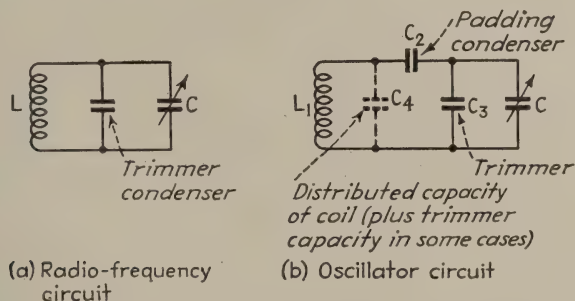 L
C
Trimmer
condenser
(a) Radio-frequency
circuit
Padding
condenser
C2
L1
C4
C3
C
Trimmer
Distributed capacity
of coil (plus trimmer
capacity in some cases)
(b) Oscillator circuit